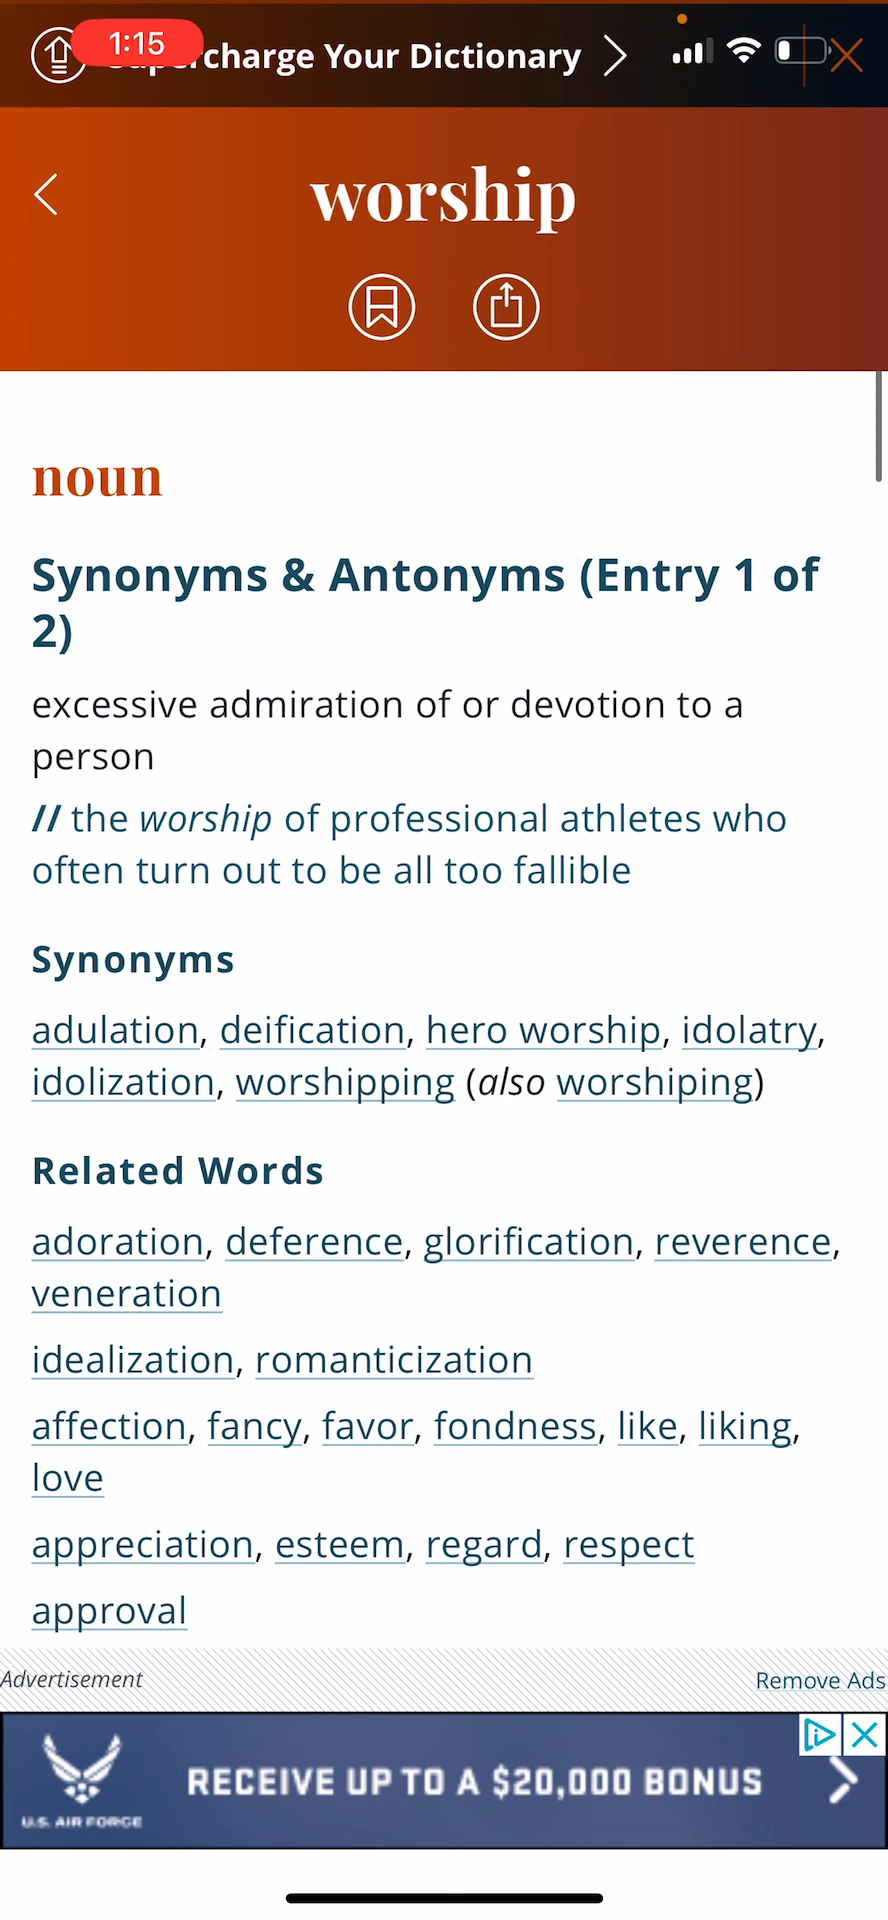 1:15
charge Your Dictionary
worship
noun
Synonyms & Antonyms (Entry 1 of
2)
excessive admiration of or devotion to a
person
// the worship of professional athletes who
often turn out to be all too fallible
Synonyms
adulation, deification, hero worship, idolatry,
idolization, worshipping (also worshiping)
Related Words
adoration, deference, glorification, reverence,
veneration
idealization, romanticization
affection, fancy, favor, fondness, like, liking,
love
appreciation, esteem, regard, respect
approval
Advertisement
Remove Ads
RECEIVE UP TO A $20,000 BONUS
U.S. AIR FORCE